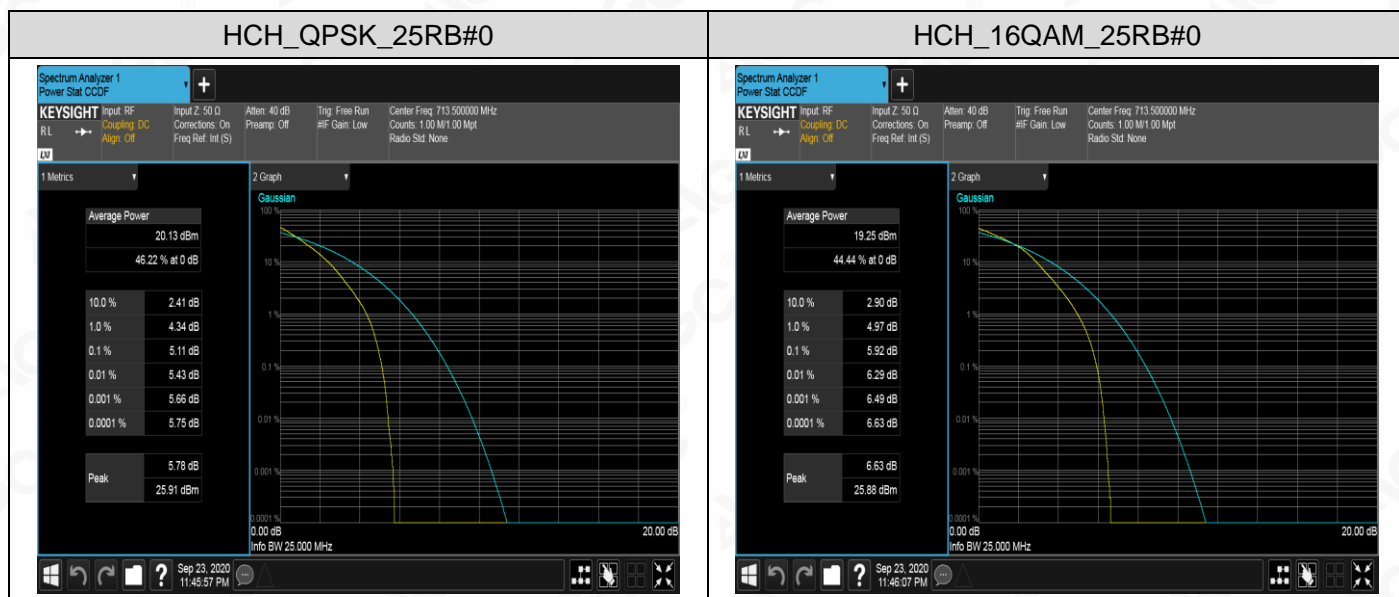 HCH_QPSK_25RB#0
Spectrum Analyzer 1
Power Stat CCDF
+
KEYSIGHT
RL
LXI
Input: RF
Coupling: DC
Align: Off
Input Z: 50 Ω
Corrections: On
Freq Ref: Int (S)
Atten: 40 dB
Preamp: Off
Trig: Free Run
#IF Gain: Low
Center Freq: 713.500000 MHz
Counts: 1.00 M/1.00 Mpt
Radio Std: None
1 Metrics
Average Power
20.13 dBm
46.22 % at 0 dB
10.0 % 2.41 dB
1.0 % 4.34 dB
0.1 % 5.11 dB
0.01 % 5.43 dB
0.001 % 5.66 dB
0.0001 % 5.75 dB
Peak
5.78 dB
25.91 dBm
2 Graph
Gaussian
100 %
10 %
1 %
0.1 %
0.01 %
0.001 %
0.0001 %
0.00 dB 20.00 dB
Info BW 25.000 MHz
?
Sep 23, 2020
11:45:57 PM
HCH_16QAM_25RB#0
Spectrum Analyzer 1
Power Stat CCDF
+
KEYSIGHT
RL
LXI
Input: RF
Coupling: DC
Align: Off
Input Z: 50 Ω
Corrections: On
Freq Ref: Int (S)
Atten: 40 dB
Preamp: Off
Trig: Free Run
#IF Gain: Low
Center Freq: 713.500000 MHz
Counts: 1.00 M/1.00 Mpt
Radio Std: None
1 Metrics
Average Power
19.25 dBm
44.44 % at 0 dB
10.0 % 2.90 dB
1.0 % 4.97 dB
0.1 % 5.92 dB
0.01 % 6.29 dB
0.001 % 6.49 dB
0.0001 % 6.63 dB
Peak
6.63 dB
25.88 dBm
2 Graph
Gaussian
100 %
10 %
1 %
0.1 %
0.01 %
0.001 %
0.0001 %
0.00 dB 20.00 dB
Info BW 25.000 MHz
?
Sep 23, 2020
11:46:07 PM